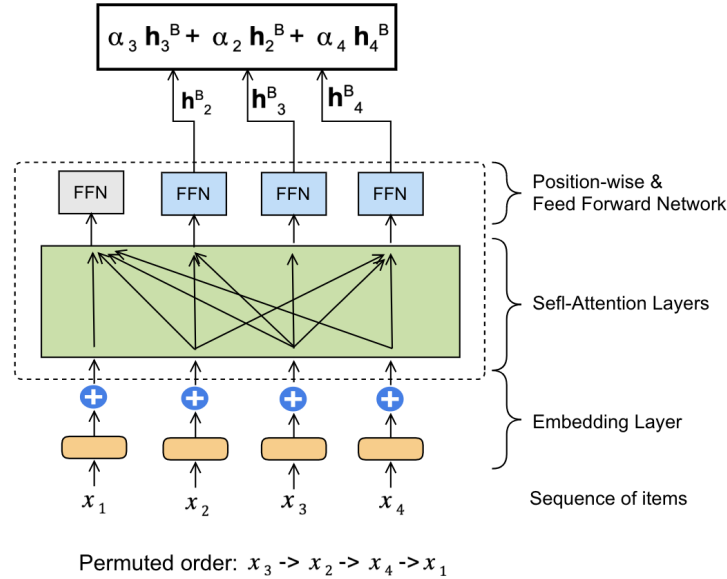 α₃ h₃ᴮ + α₂ h₂ᴮ + α₄ h₄ᴮ
hᴮ₂ hᴮ₃ hᴮ₄
FFN FFN FFN FFN
Position-wise &
Feed Forward Network
Sefl-Attention Layers
Embedding Layer
x₁ x₂ x₃ x₄
Sequence of items
Permuted order: x₃ -> x₂ -> x₄ ->x₁